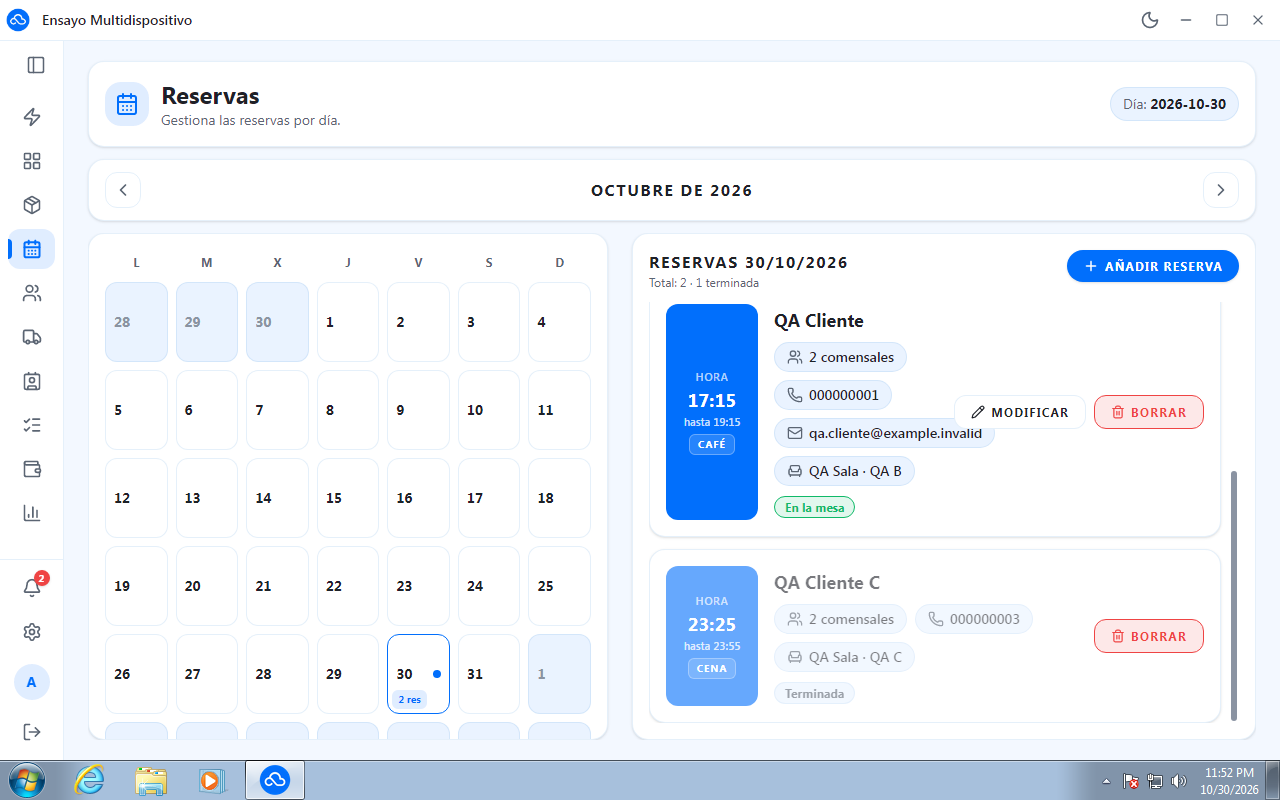 Ensayo Multidispositivo
Reservas
Gestiona las reservas por día.
Día: 2026-10-30
OCTUBRE DE 2026
L M X J V S D
28 29 30 1 2 3 4
5 6 7 8 9 10 11
12 13 14 15 16 17 18
19 20 21 22 23 24 25
26 27 28 29 30 31 1
2 res
RESERVAS 30/10/2026
Total: 2 · 1 terminada
AÑADIR RESERVA
HORA
17:15
hasta 19:15
CAFÉ
QA Cliente
2 comensales
000000001
qa.cliente@example.invalid
QA Sala · QA B
En la mesa
MODIFICAR
BORRAR
HORA
23:25
hasta 23:55
CENA
QA Cliente C
2 comensales
000000003
QA Sala · QA C
Terminada
BORRAR
2
A
11:52 PM
10/30/2026